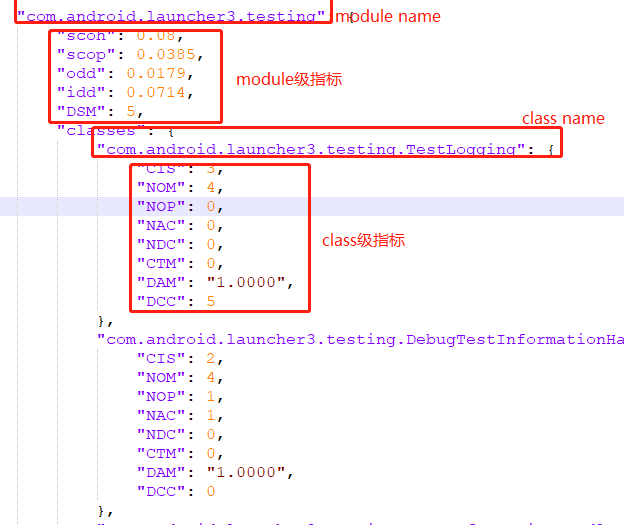 "com.android.launcher3.testing": { module name
"scoh": 0.08,
"scop": 0.0385,
"odd": 0.0179,
"idd": 0.0714,
module级指标
"DSM": 5,
"classes": {
class name
"com.android.launcher3.testing.TestLogging": {
"CIS": 3,
"NOM": 4,
"NOP": 0,
"NAC": 0,
"NDC": 0,
class级指标
"CTM": 0,
"DAM": "1.0000",
"DCC": 5
},
"com.android.launcher3.testing.DebugTestInformationHa
"CIS": 2,
"NOM": 4,
"NOP": 1,
"NAC": 1,
"NDC": 0,
"CTM": 0,
"DAM": "1.0000",
"DCC": 0
},